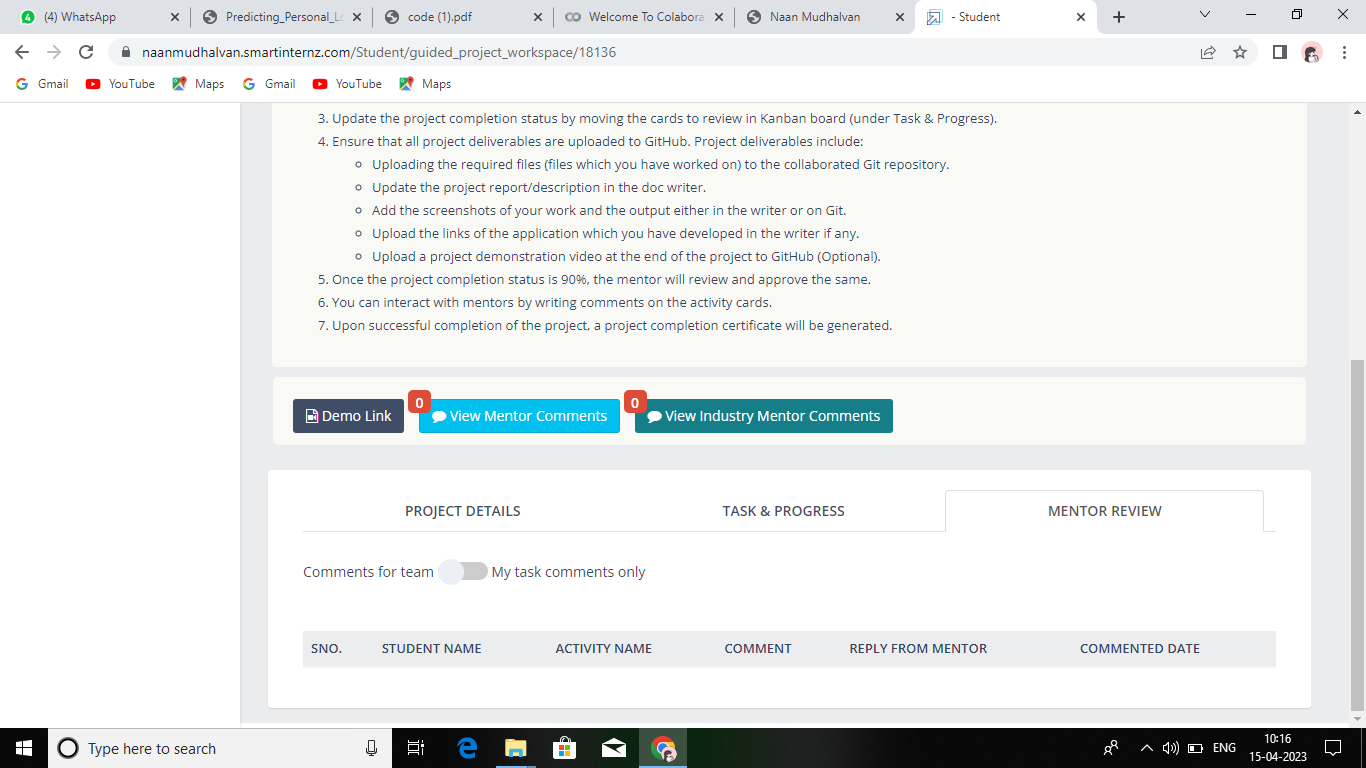 (4) WhatsApp
Predicting_Personal_Lo
code (1).pdf
Welcome To Colabora
Naan Mudhalvan
- Student
naanmudhalvan.smartinternz.com/Student/guided_project_workspace/18136
Gmail YouTube Maps Gmail YouTube Maps
3. Update the project completion status by moving the cards to review in Kanban board (under Task & Progress).
4. Ensure that all project deliverables are uploaded to GitHub. Project deliverables include:
Uploading the required files (files which you have worked on) to the collaborated Git repository.
Update the project report/description in the doc writer.
Add the screenshots of your work and the output either in the writer or on Git.
Upload the links of the application which you have developed in the writer if any.
Upload a project demonstration video at the end of the project to GitHub (Optional).
5. Once the project completion status is 90%, the mentor will review and approve the same.
6. You can interact with mentors by writing comments on the activity cards.
7. Upon successful completion of the project, a project completion certificate will be generated.
0 0
Demo Link View Mentor Comments View Industry Mentor Comments
PROJECT DETAILS TASK & PROGRESS MENTOR REVIEW
Comments for team My task comments only
SNO. STUDENT NAME ACTIVITY NAME COMMENT REPLY FROM MENTOR COMMENTED DATE
Type here to search
ENG
10:16
15-04-2023